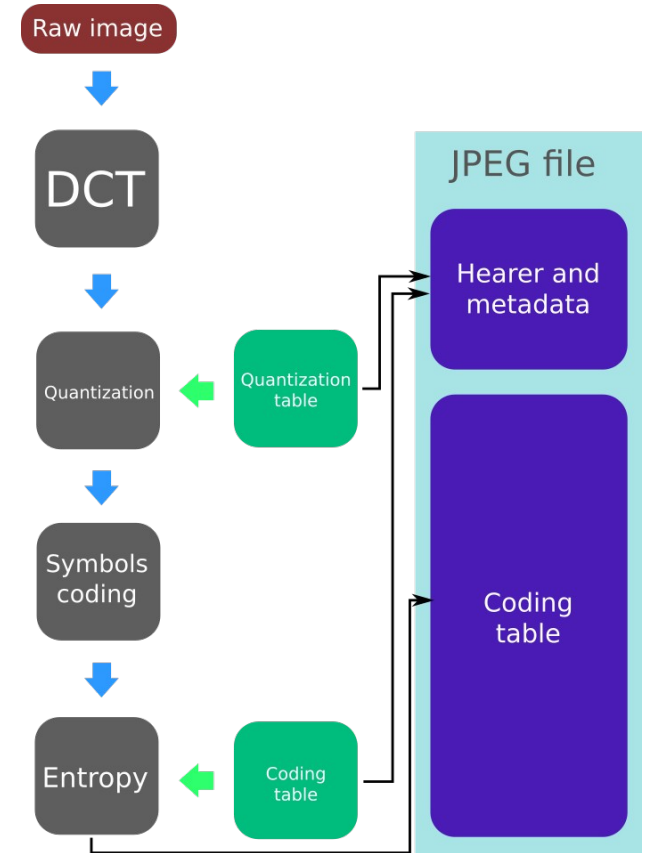 Raw image
DCT
JPEG file
Hearer and
metadata
Quantization
Quantization
table
Symbols
coding
Coding
table
Entropy
Coding
table